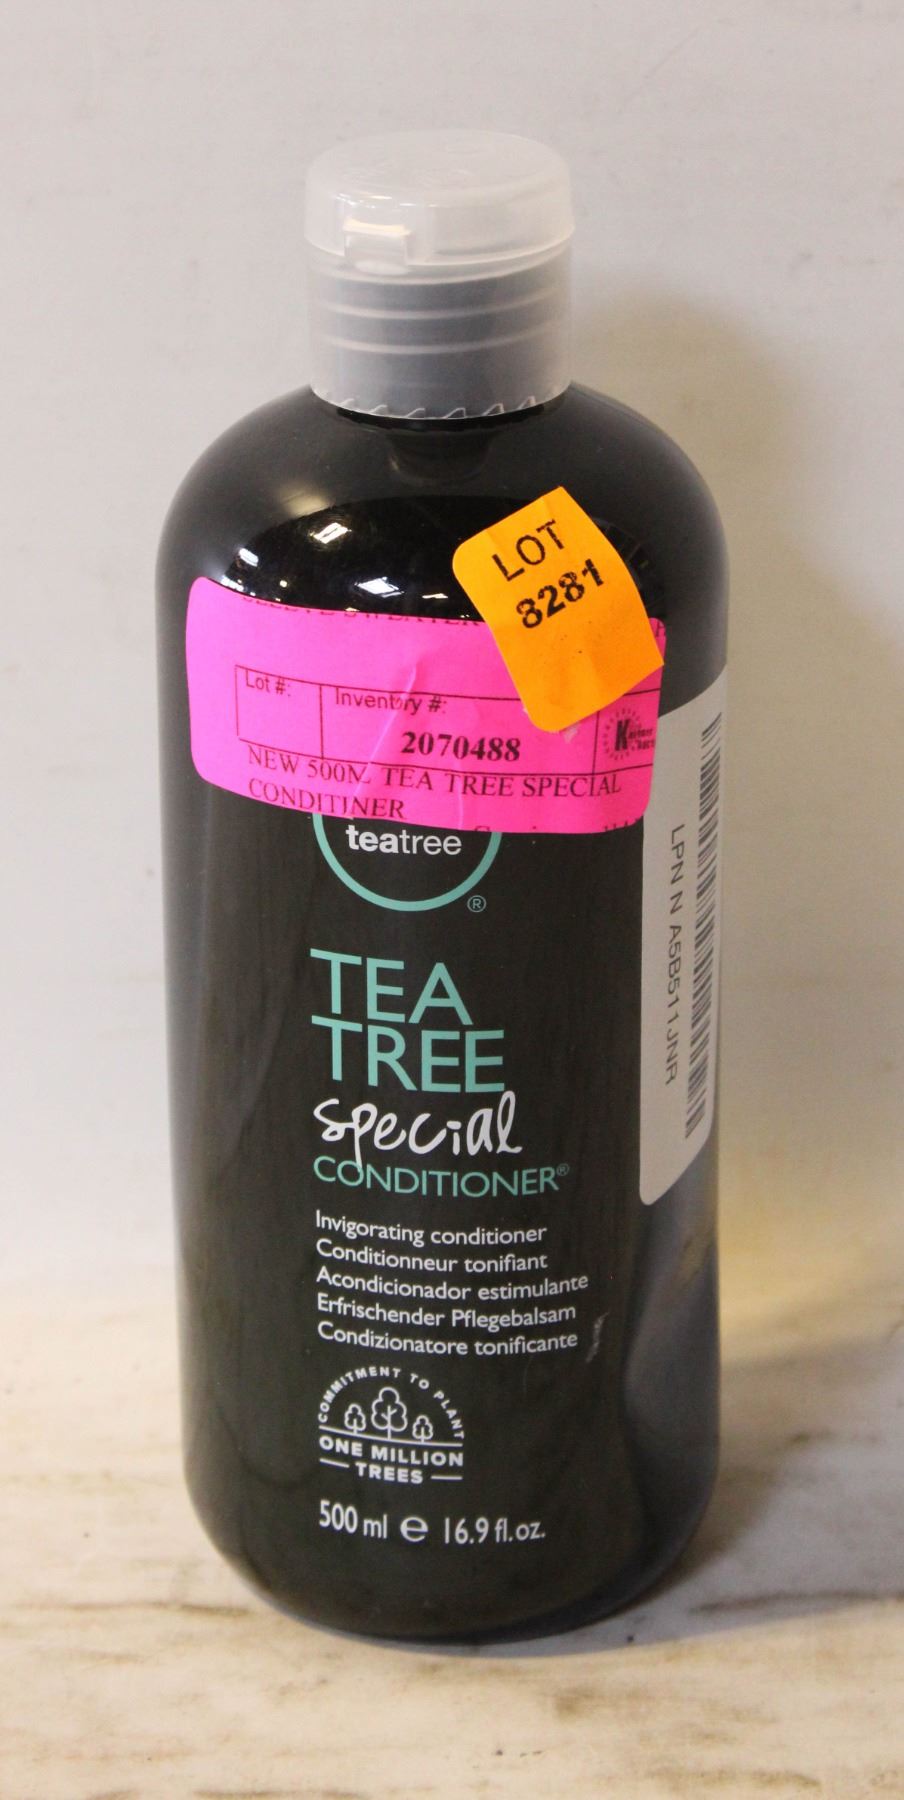 LOT
8281
Lot #:
Inventory #:
2070488
NEW 500M TEA TREE SPECIAL
CONDITINER
teatree
®
TEA
TREE
special
CONDITIONER®
Invigorating conditioner
Conditionneur tonifiant
Acondicionador estimulante
Erfrischender Pflegebalsam
Condizionatore tonificante
COMMITMENT TO PLANT
ONE MILLION
TREES
500 ml e 16.9 fl. oz.
LPN N A5B511JNR